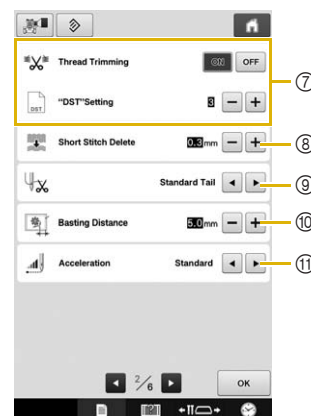 Thread Trimming ON OFF
⑦
DST "DST"Setting 3 − +
Short Stitch Delete 0.3mm − + ⑧
Standard Tail ⑨
Basting Distance 5.0mm − + ⑩
Acceleration Standard ⑪
2/6 OK